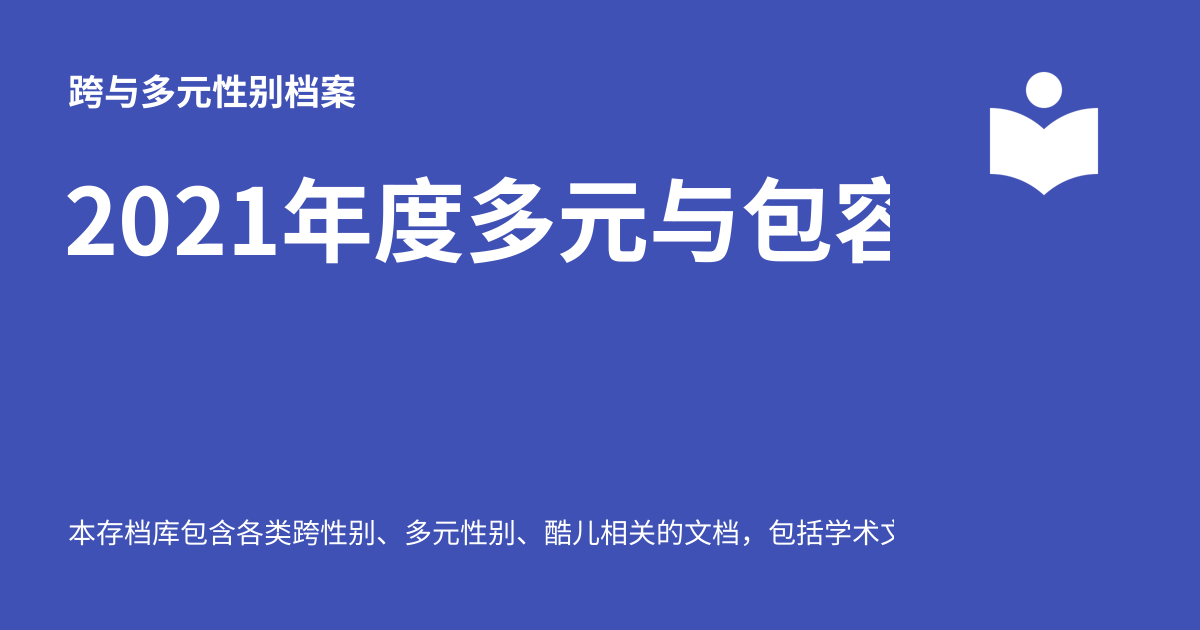 跨与多元性别档案
2021年度多元与包容
本存档库包含各类跨性别、多元性别、酷儿相关的文档，包括学术文